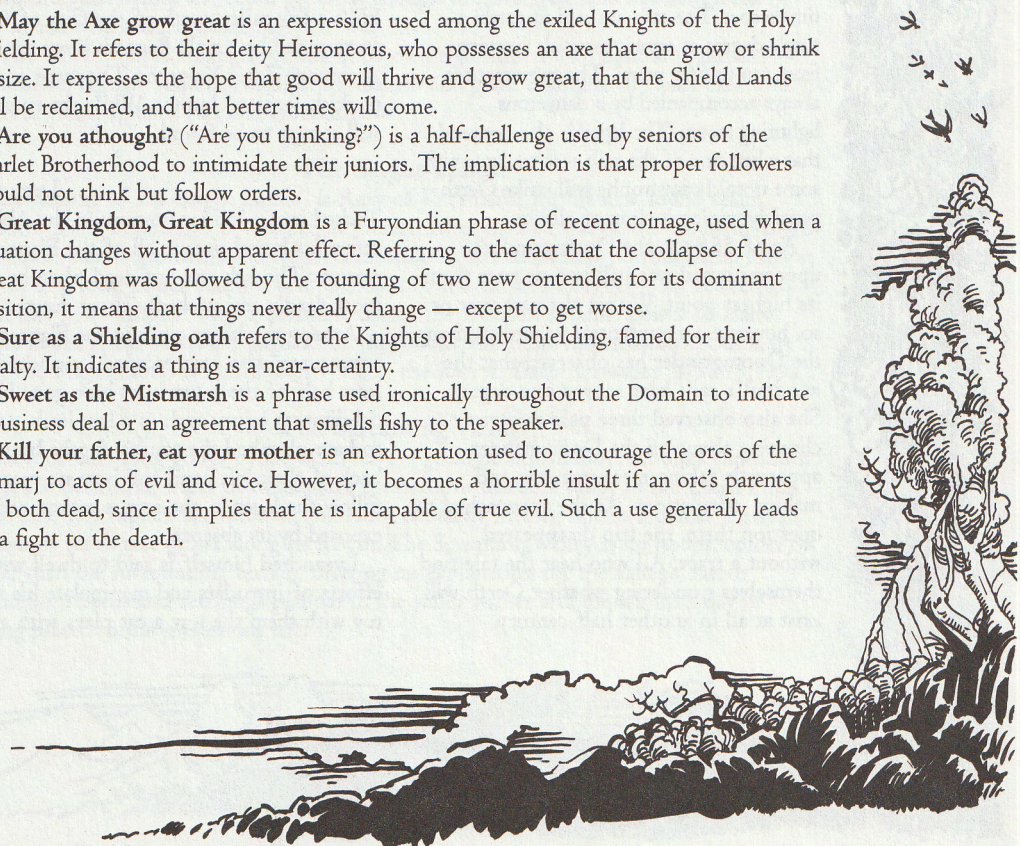 May the Axe grow great is an expression used among the exiled Knights of the Holy
ielding. It refers to their deity Heironeous, who possesses an axe that can grow or shrink
size. It expresses the hope that good will thrive and grow great, that the Shield Lands
l be reclaimed, and that better times will come.
Are you athought? (“Are you thinking?”) is a half-challenge used by seniors of the
arlet Brotherhood to intimidate their juniors. The implication is that proper followers
ould not think but follow orders.
Great Kingdom, Great Kingdom is a Furyondian phrase of recent coinage, used when a
uation changes without apparent effect. Referring to the fact that the collapse of the
eat Kingdom was followed by the founding of two new contenders for its dominant
sition, it means that things never really change — except to get worse.
Sure as a Shielding oath refers to the Knights of Holy Shielding, famed for their
alty. It indicates a thing is a near-certainty.
Sweet as the Mistmarsh is a phrase used ironically throughout the Domain to indicate
usiness deal or an agreement that smells fishy to the speaker.
Kill your father, eat your mother is an exhortation used to encourage the orcs of the
marj to acts of evil and vice. However, it becomes a horrible insult if an orc’s parents
both dead, since it implies that he is incapable of true evil. Such a use generally leads
a fight to the death.